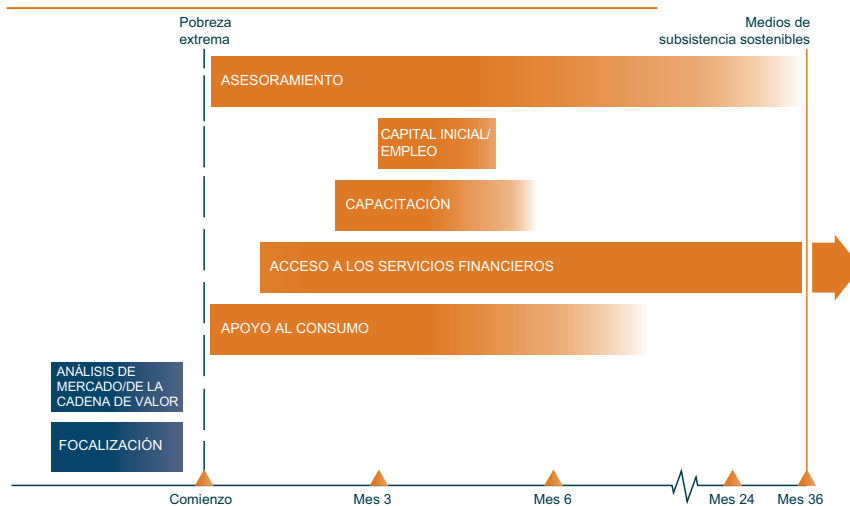 Pobreza
extrema
Medios de
subsistencia sostenibles
ASESORAMIENTO
CAPITAL INICIAL/
EMPLEO
CAPACITACIÓN
ACCESO A LOS SERVICIOS FINANCIEROS
APOYO AL CONSUMO
ANÁLISIS DE
MERCADO/DE LA
CADENA DE VALOR
FOCALIZACIÓN
Comienzo
Mes 3
Mes 6
Mes 24
Mes 36